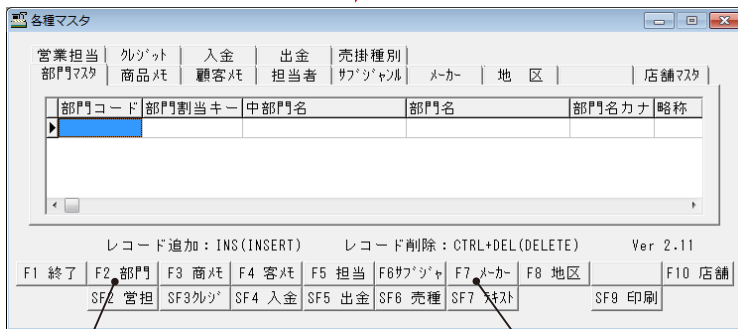 各種マスタ
営業担当 クレジット 入金 出金 売掛種別
部門マスタ 商品メモ 顧客メモ 担当者 サブジャンル メーカー 地 区 店舗マスタ
部門コード 部門割当キー 中部門名 部門名 部門名カナ 略称
レコード追加：INS(INSERT) レコード削除：CTRL+DEL(DELETE) Ver 2.11
F1 終了 F2 部門 F3 商メモ F4 客メモ F5 担当 F6サブジャ F7 メーカー F8 地区 F10 店舗
SF2 営担 SF3クレジ SF4 入金 SF5 出金 SF6 売種 SF7 テキスト SF9 印刷